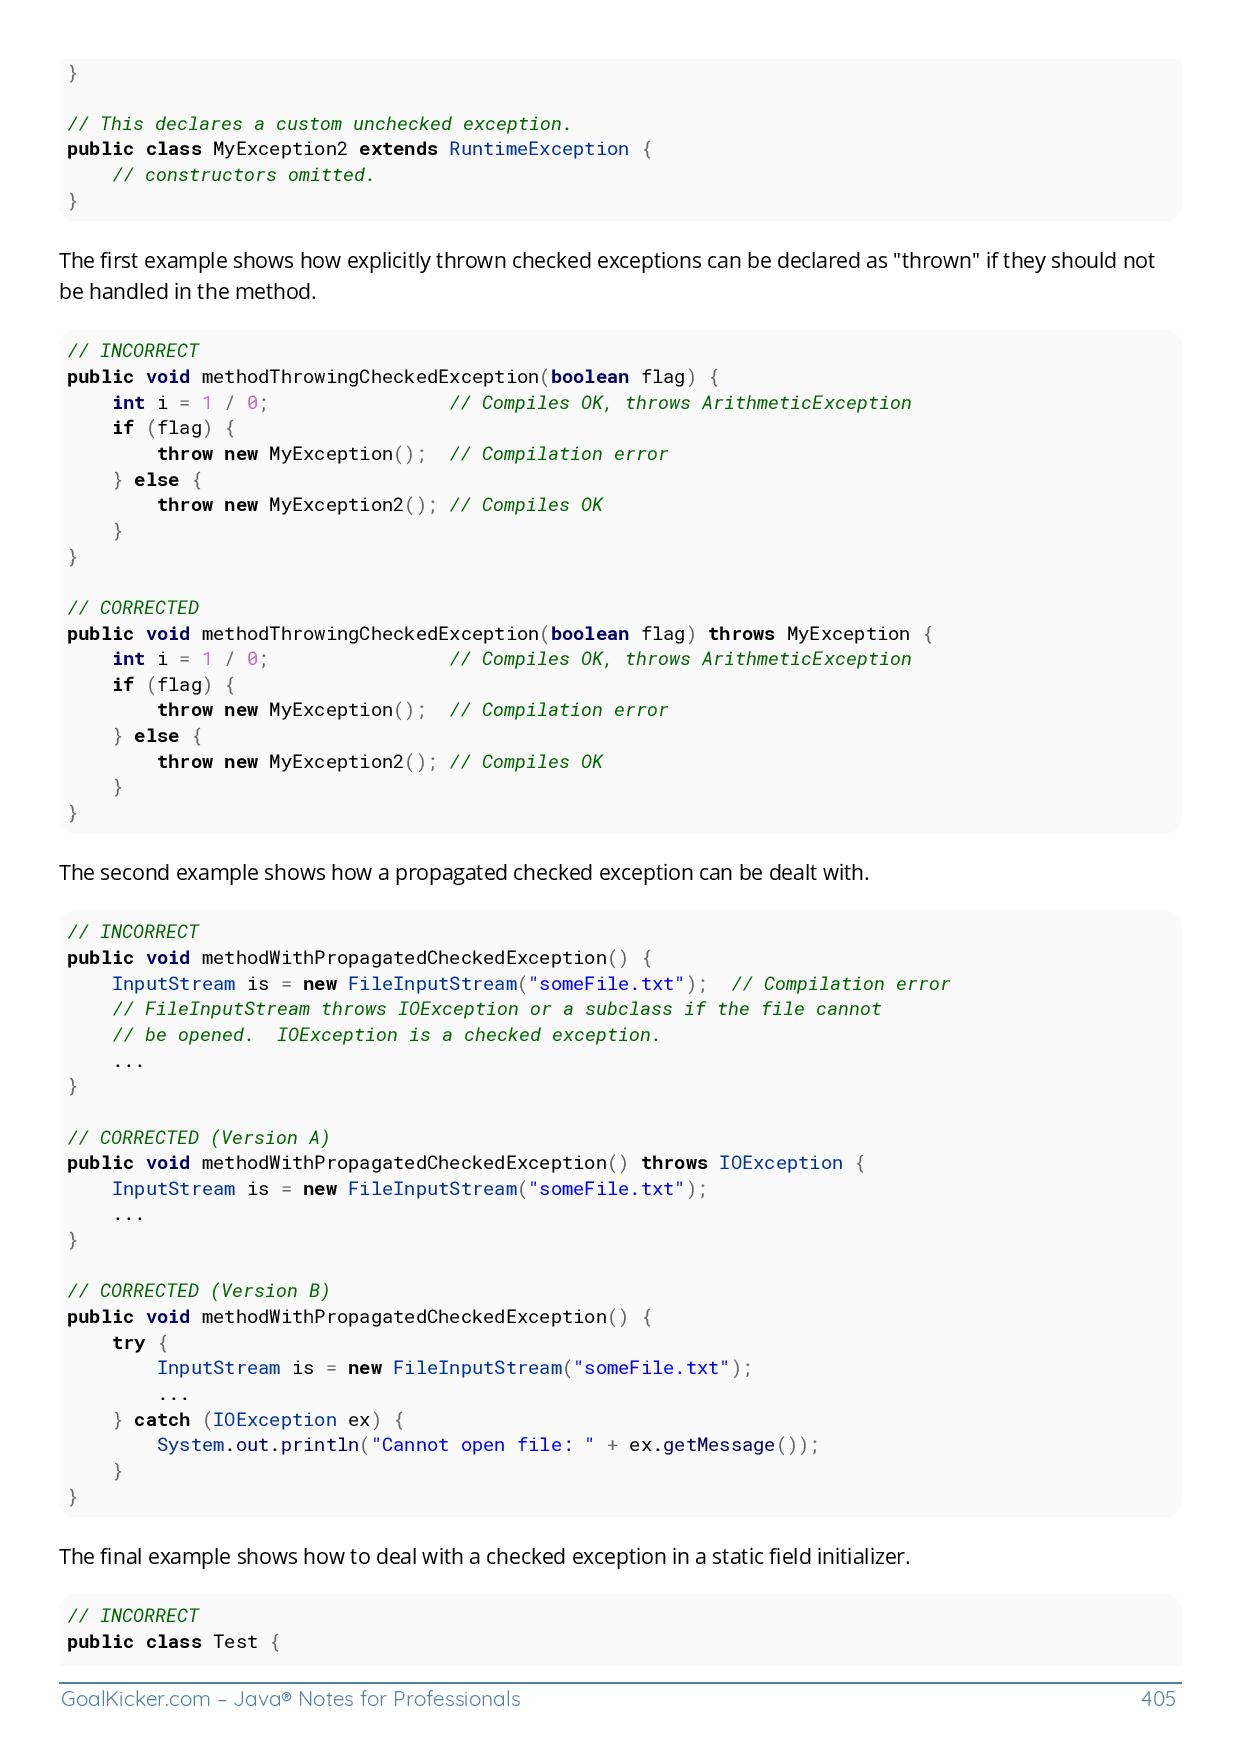 }

// This declares a custom unchecked exception.
public class MyException2 extends RuntimeException {
    // constructors omitted.
}

The first example shows how explicitly thrown checked exceptions can be declared as "thrown" if they should not
be handled in the method.

// INCORRECT
public void methodThrowingCheckedException(boolean flag) {
    int i = 1 / 0;                // Compiles OK, throws ArithmeticException
    if (flag) {
        throw new MyException();  // Compilation error
    } else {
        throw new MyException2(); // Compiles OK
    }
}

// CORRECTED
public void methodThrowingCheckedException(boolean flag) throws MyException {
    int i = 1 / 0;                // Compiles OK, throws ArithmeticException
    if (flag) {
        throw new MyException();  // Compilation error
    } else {
        throw new MyException2(); // Compiles OK
    }
}

The second example shows how a propagated checked exception can be dealt with.

// INCORRECT
public void methodWithPropagatedCheckedException() {
    InputStream is = new FileInputStream("someFile.txt");  // Compilation error
    // FileInputStream throws IOException or a subclass if the file cannot
    // be opened.  IOException is a checked exception.
    ...
}

// CORRECTED (Version A)
public void methodWithPropagatedCheckedException() throws IOException {
    InputStream is = new FileInputStream("someFile.txt");
    ...
}

// CORRECTED (Version B)
public void methodWithPropagatedCheckedException() {
    try {
        InputStream is = new FileInputStream("someFile.txt");
        ...
    } catch (IOException ex) {
        System.out.println("Cannot open file: " + ex.getMessage());
    }
}

The final example shows how to deal with a checked exception in a static field initializer.

// INCORRECT
public class Test {

GoalKicker.com – Java® Notes for Professionals 405